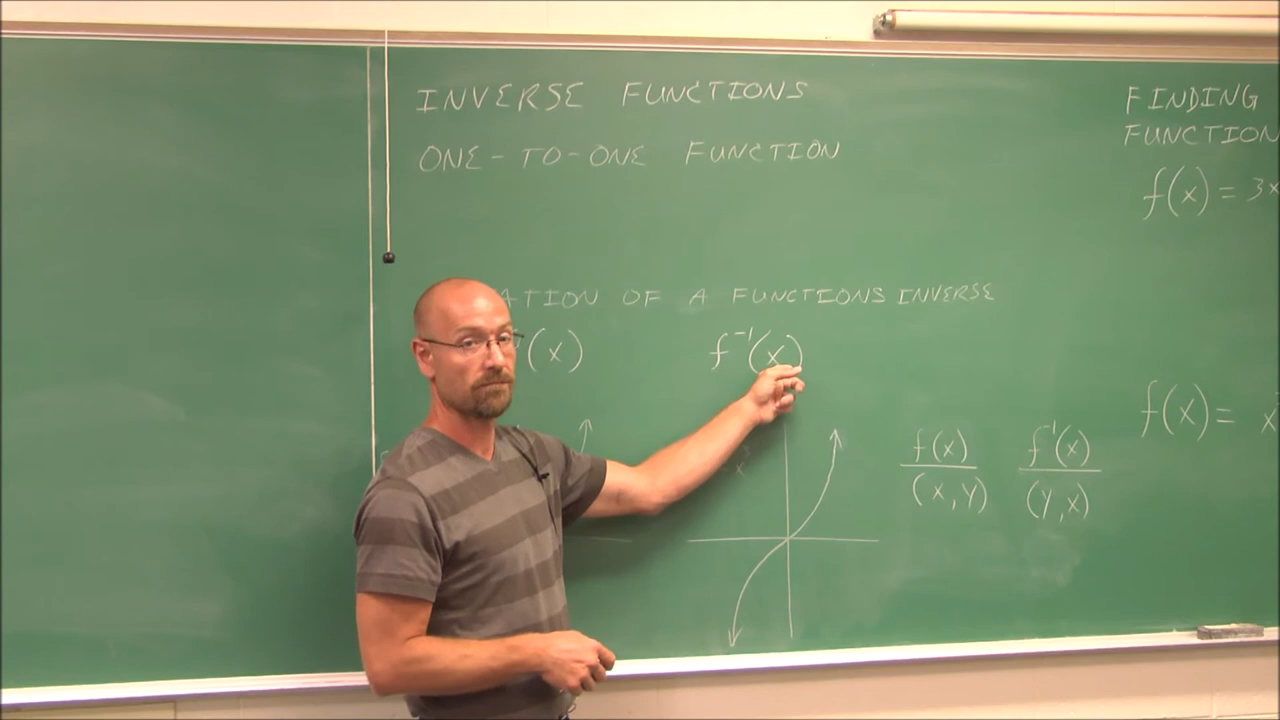 INVERSE FUNCTIONS
ONE-TO-ONE FUNCTION
ATION OF A FUNCTIONS INVERSE
(x)
f⁻¹(x)
f(x)
(x,y)
f⁻¹(x)
(y,x)
FINDING
FUNCTION
f(x) = 3x
f(x) = x